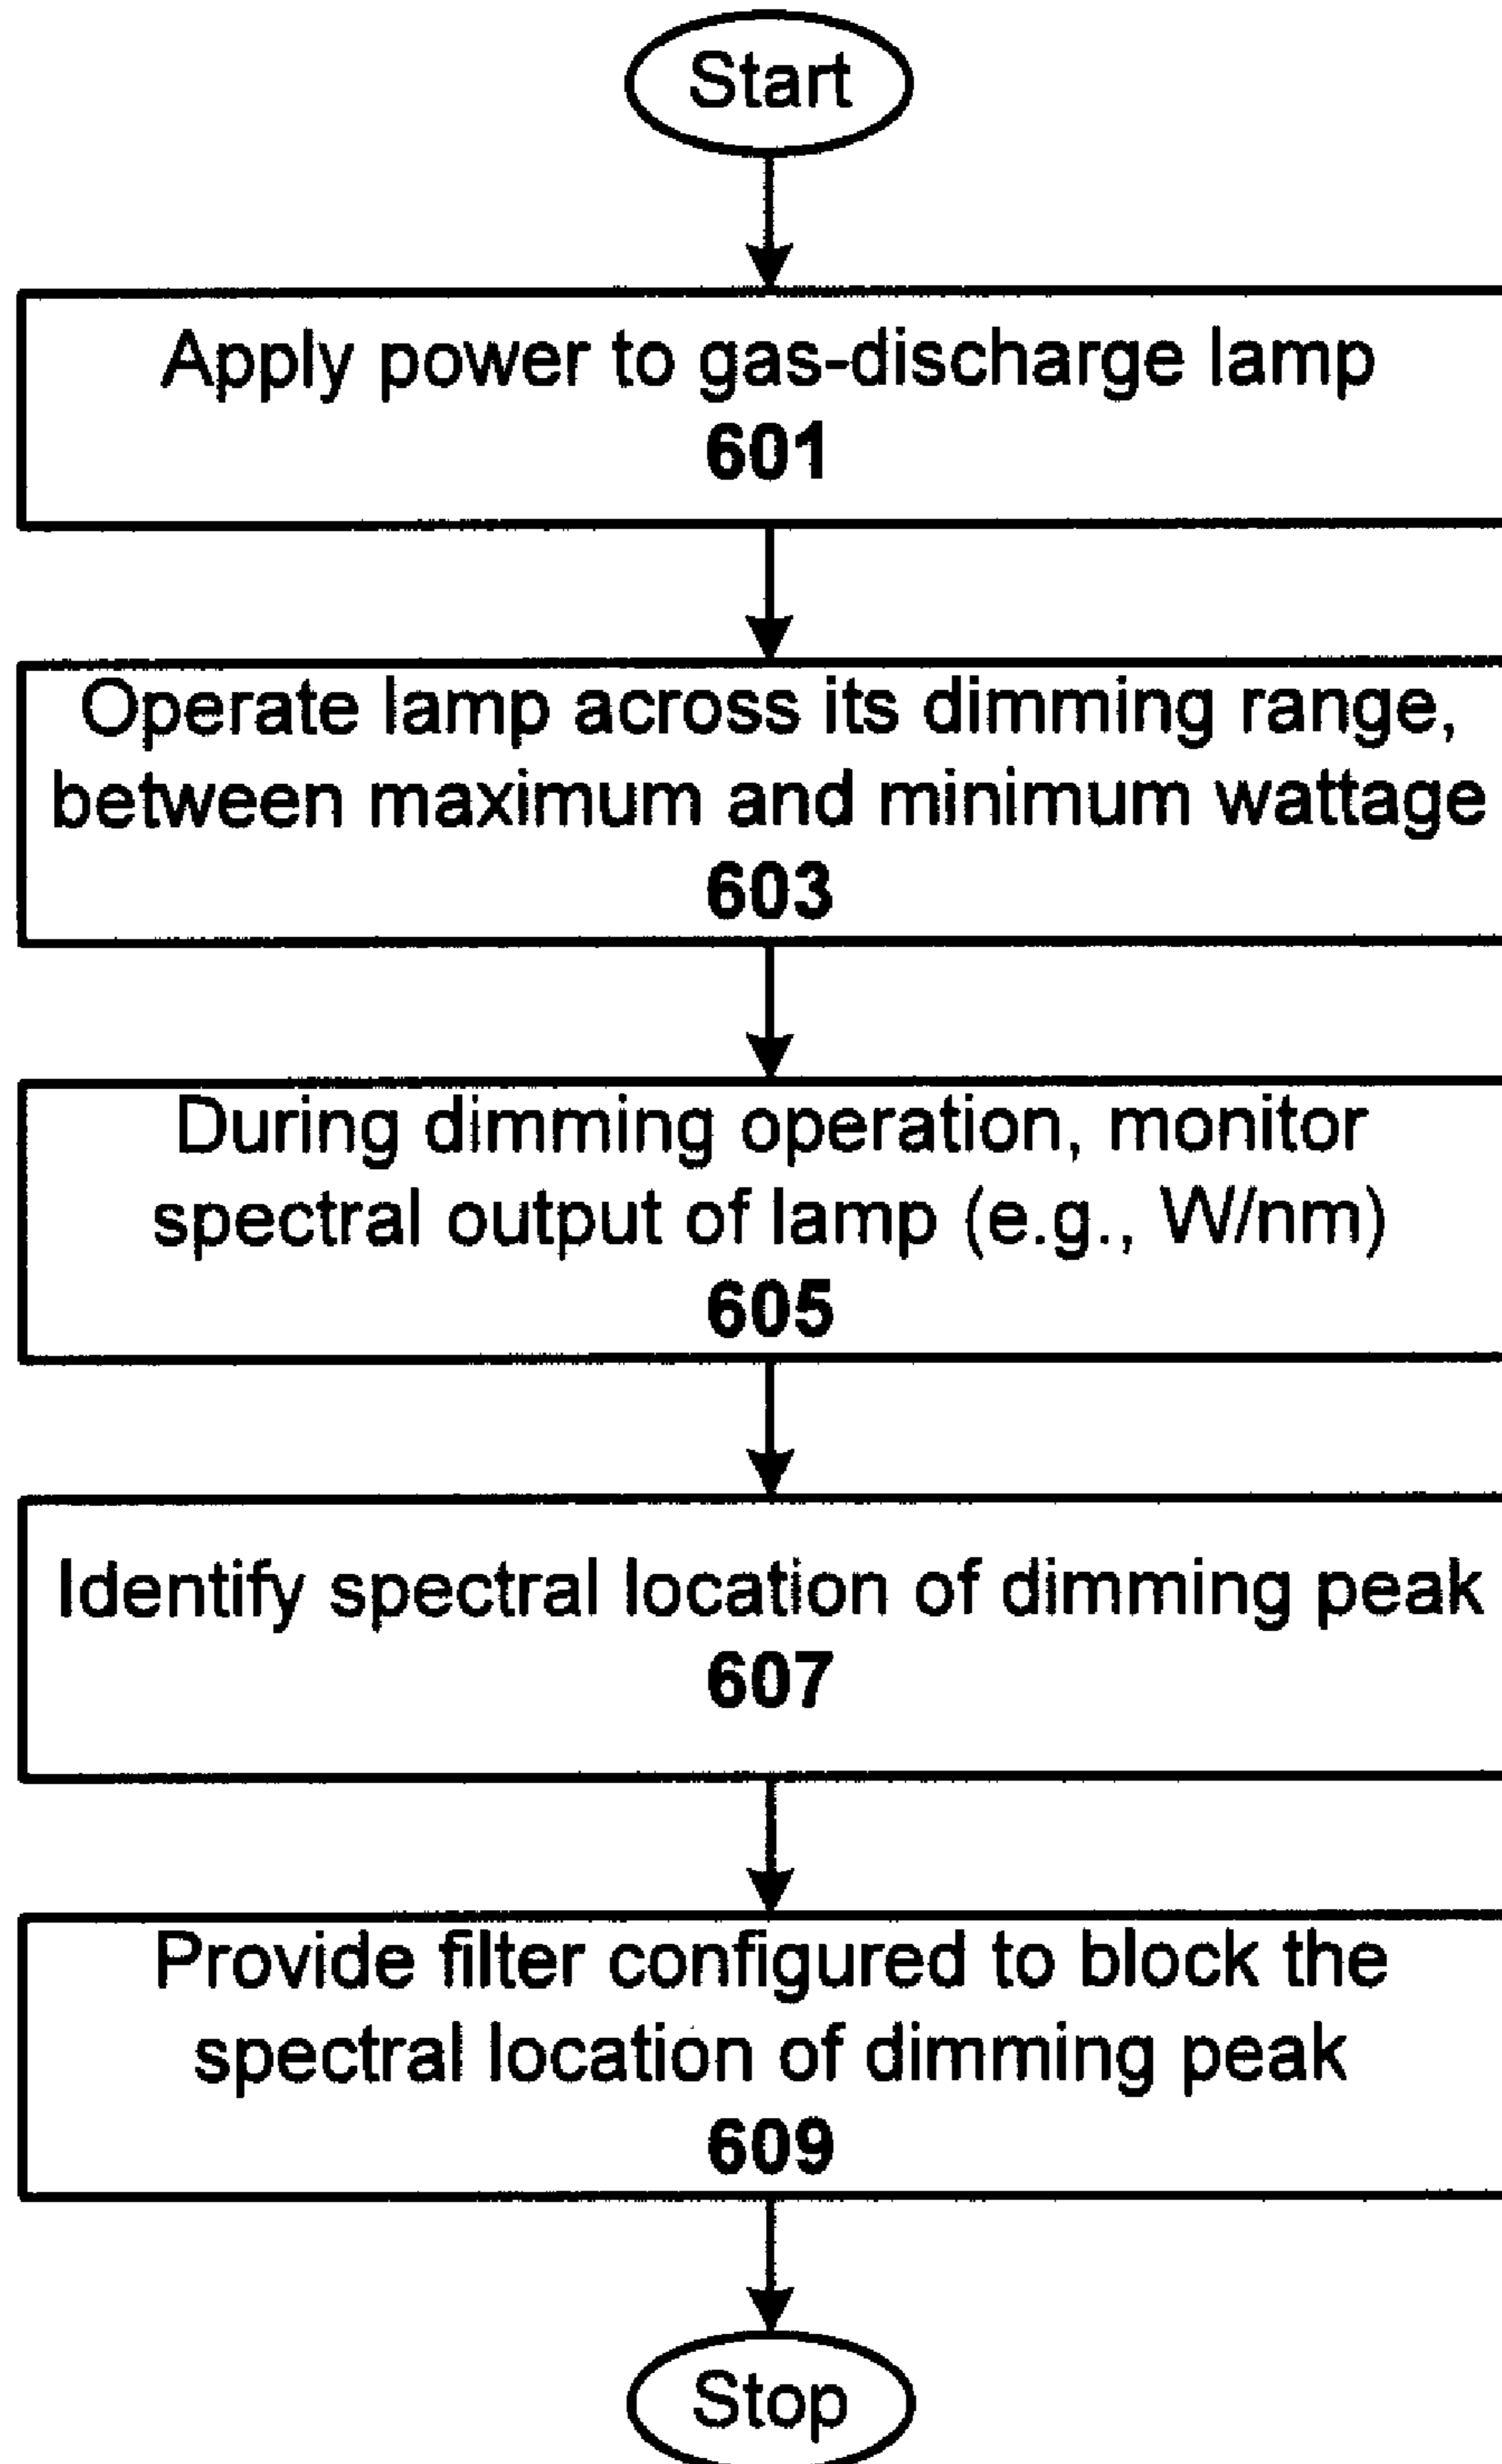 Start
Apply power to gas-discharge lamp
601
Operate lamp across its dimming range,
between maximum and minimum wattage
603
During dimming operation, monitor
spectral output of lamp (e.g., W/nm)
605
Identify spectral location of dimming peak
607
Provide filter configured to block the
spectral location of dimming peak
609
Stop